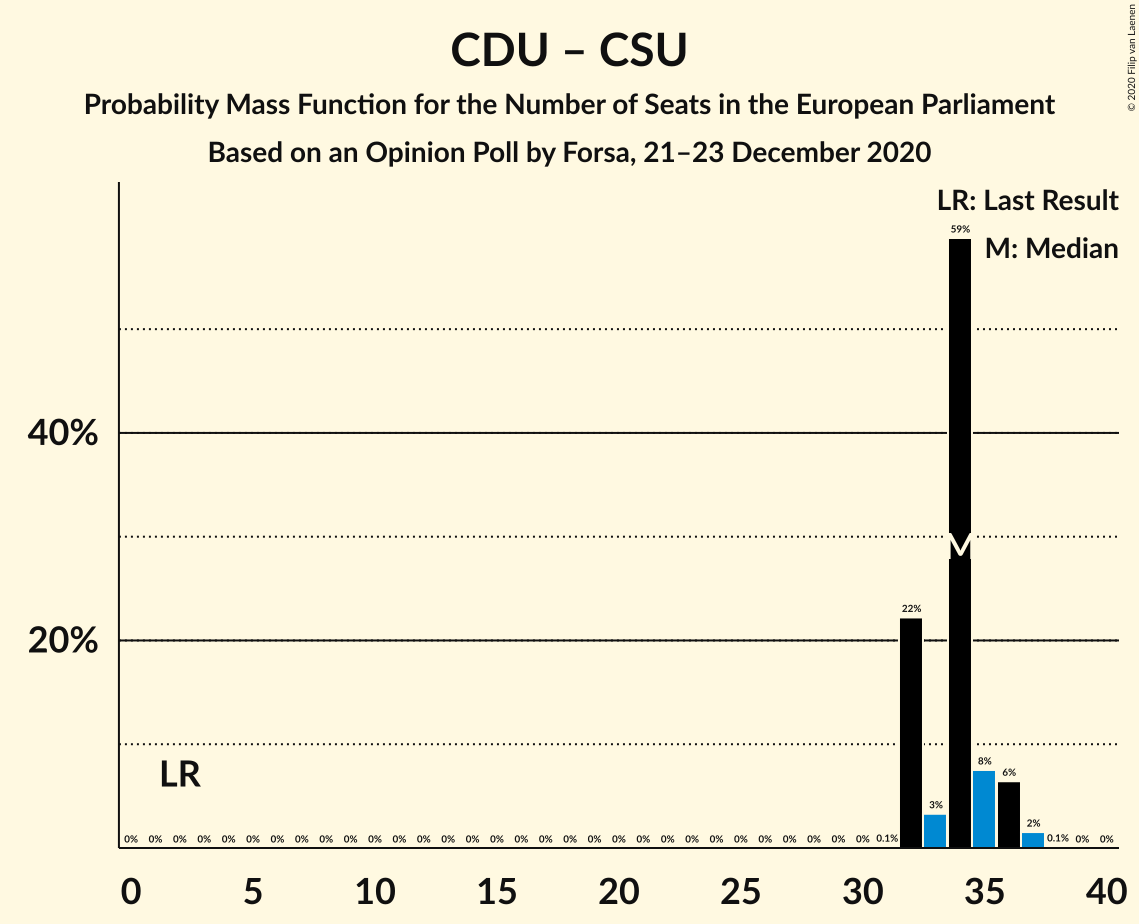 © 2020 Filip van Laenen
CDU – CSU
Probability Mass Function for the Number of Seats in the European Parliament
Based on an Opinion Poll by Forsa, 21–23 December 2020
LR: Last Result
59%
M: Median
40%
M
22%
20%
8%
LR
6%
3%
2%
0% 0% 0% 0% 0% 0% 0% 0% 0% 0% 0% 0% 0% 0% 0% 0% 0% 0% 0% 0% 0% 0% 0% 0% 0% 0% 0% 0% 0% 0% 0% 0.1% 0.1% 0% 0%
0 5 10 15 20 25 30 35 40